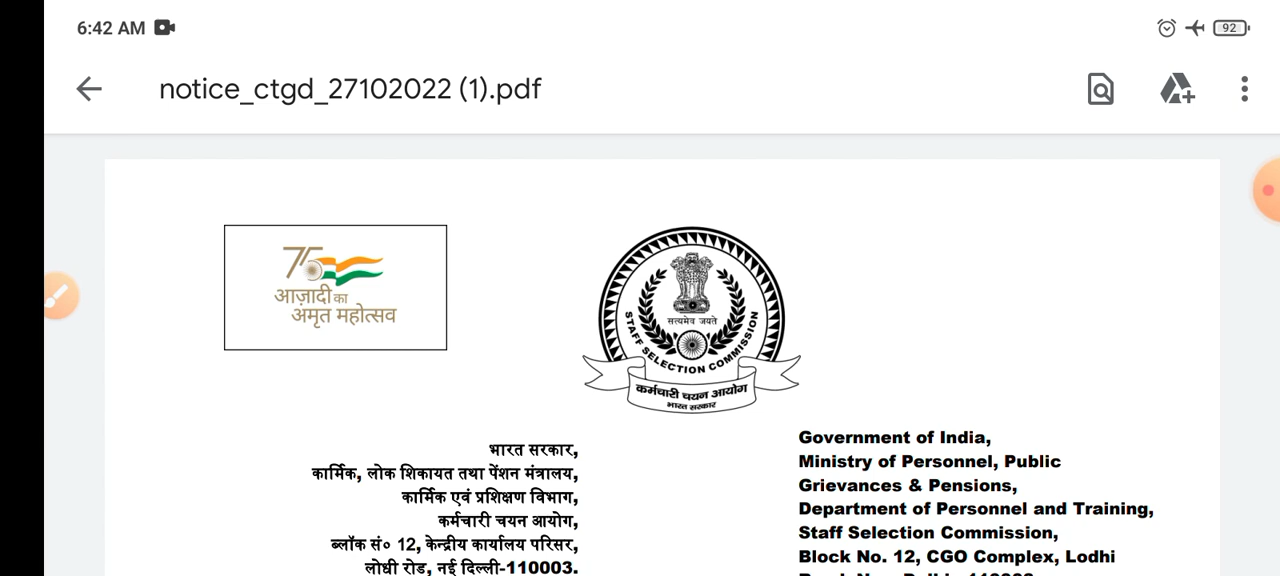 6:42 AM
92
notice_ctgd_27102022 (1).pdf
75
आज़ादी का
अमृत महोत्सव
सत्यमेव जयते
STAFF SELECTION COMMISSION
कर्मचारी चयन आयोग
भारत सरकार
भारत सरकार,
कार्मिक, लोक शिकायत तथा पेंशन मंत्रालय,
कार्मिक एवं प्रशिक्षण विभाग,
कर्मचारी चयन आयोग,
ब्लॉक सं० 12, केन्द्रीय कार्यालय परिसर,
लोधी रोड, नई दिल्ली-110003.
Government of India,
Ministry of Personnel, Public
Grievances & Pensions,
Department of Personnel and Training,
Staff Selection Commission,
Block No. 12, CGO Complex, Lodhi